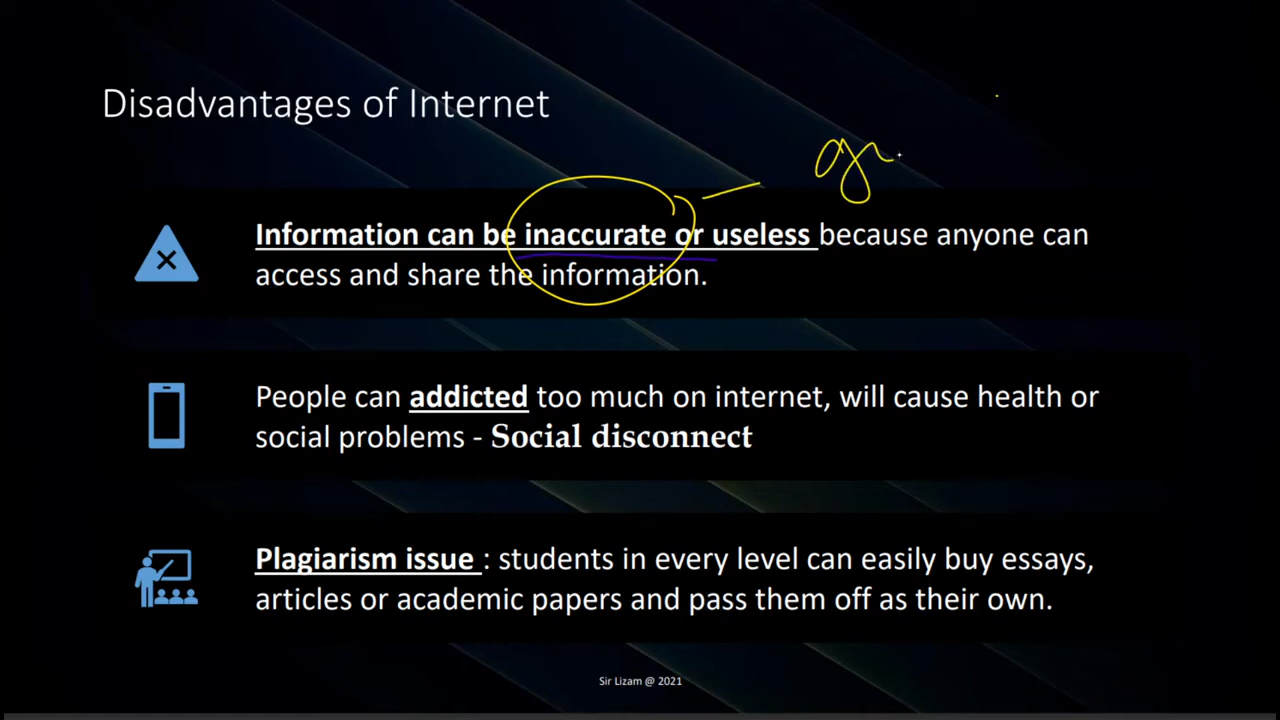 Disadvantages of Internet
Information can be inaccurate or useless because anyone can
access and share the information.
People can addicted too much on internet, will cause health or
social problems - Social disconnect
Plagiarism issue : students in every level can easily buy essays,
articles or academic papers and pass them off as their own.
Sir Lizam @ 2021